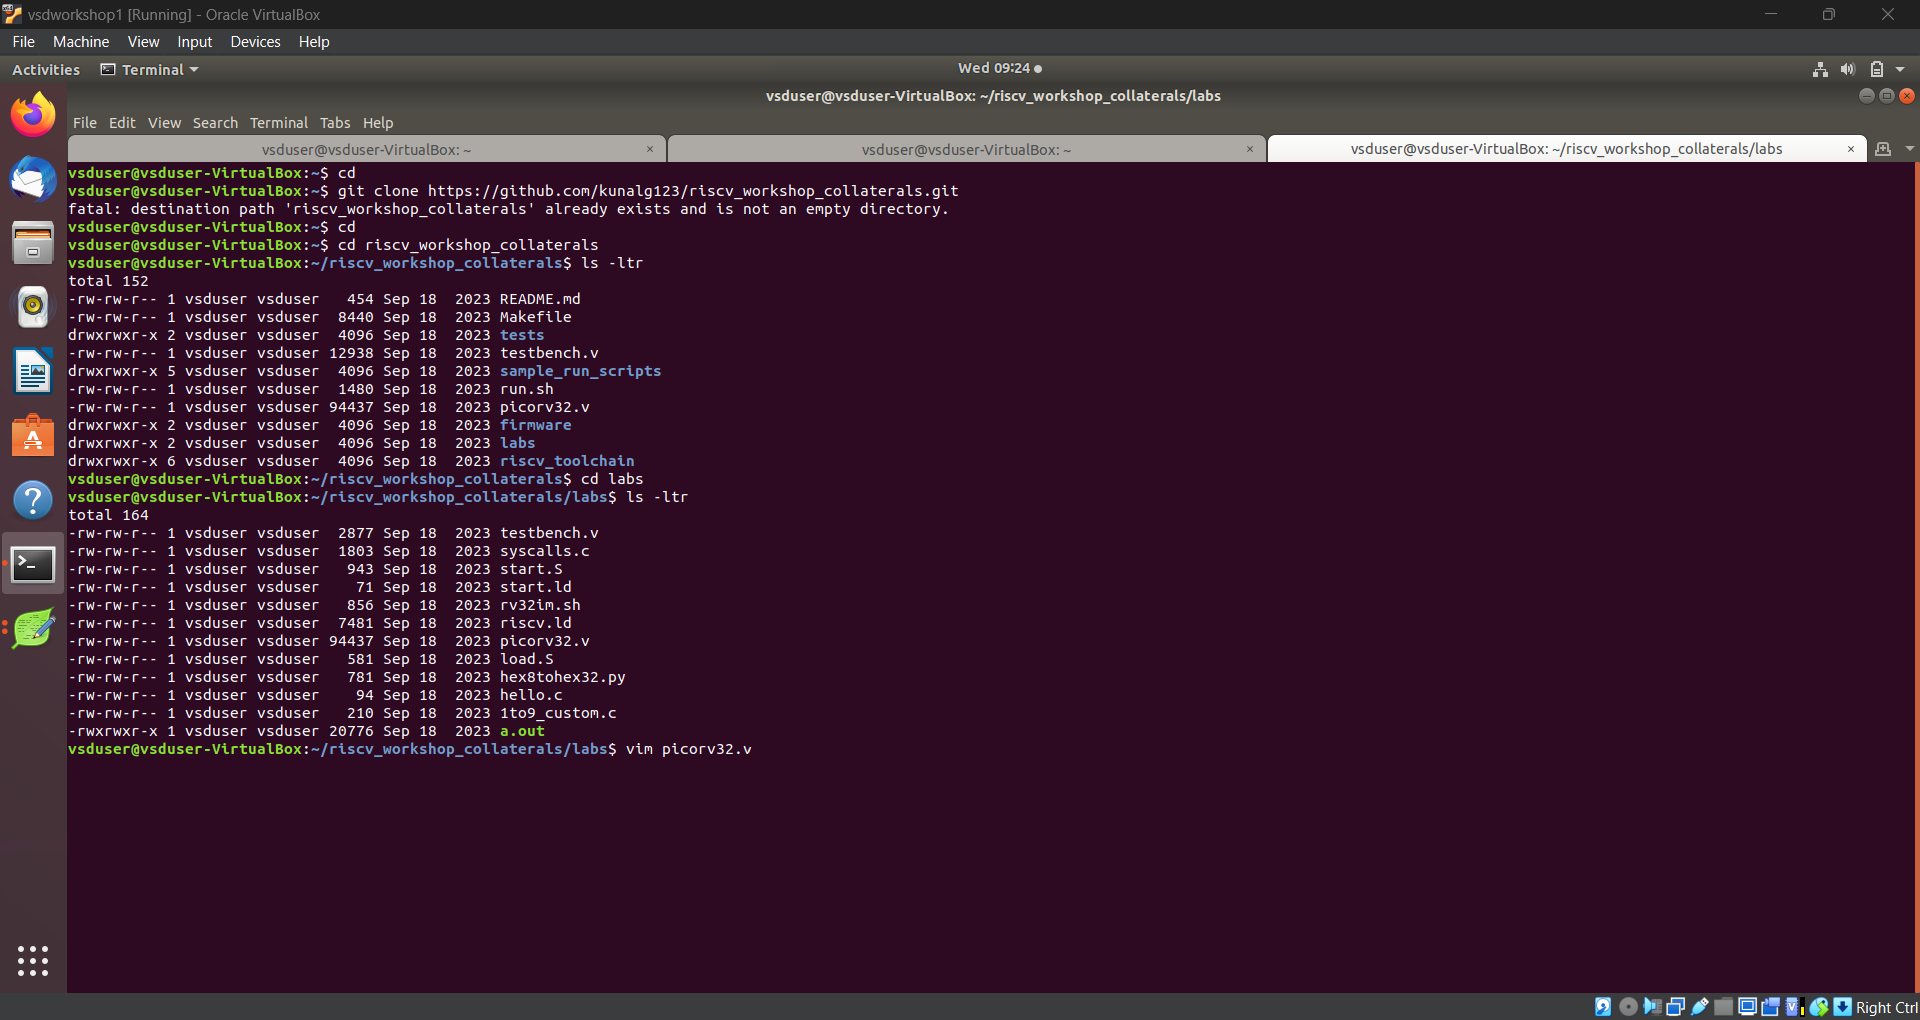 vsdworkshop1 [Running] - Oracle VirtualBox
File Machine View Input Devices Help
Activities Terminal Wed 09:24
vsduser@vsduser-VirtualBox: ~/riscv_workshop_collaterals/labs
File Edit View Search Terminal Tabs Help
vsduser@vsduser-VirtualBox: ~ × vsduser@vsduser-VirtualBox: ~ × vsduser@vsduser-VirtualBox: ~/riscv_workshop_collaterals/labs ×
vsduser@vsduser-VirtualBox:~$ cd
vsduser@vsduser-VirtualBox:~$ git clone https://github.com/kunalg123/riscv_workshop_collaterals.git
fatal: destination path 'riscv_workshop_collaterals' already exists and is not an empty directory.
vsduser@vsduser-VirtualBox:~$ cd
vsduser@vsduser-VirtualBox:~$ cd riscv_workshop_collaterals
vsduser@vsduser-VirtualBox:~/riscv_workshop_collaterals$ ls -ltr
total 152
-rw-rw-r-- 1 vsduser vsduser   454 Sep 18  2023 README.md
-rw-rw-r-- 1 vsduser vsduser  8440 Sep 18  2023 Makefile
drwxrwxr-x 2 vsduser vsduser  4096 Sep 18  2023 tests
-rw-rw-r-- 1 vsduser vsduser 12938 Sep 18  2023 testbench.v
drwxrwxr-x 5 vsduser vsduser  4096 Sep 18  2023 sample_run_scripts
-rw-rw-r-- 1 vsduser vsduser  1480 Sep 18  2023 run.sh
-rw-rw-r-- 1 vsduser vsduser 94437 Sep 18  2023 picorv32.v
drwxrwxr-x 2 vsduser vsduser  4096 Sep 18  2023 firmware
drwxrwxr-x 2 vsduser vsduser  4096 Sep 18  2023 labs
drwxrwxr-x 6 vsduser vsduser  4096 Sep 18  2023 riscv_toolchain
vsduser@vsduser-VirtualBox:~/riscv_workshop_collaterals$ cd labs
vsduser@vsduser-VirtualBox:~/riscv_workshop_collaterals/labs$ ls -ltr
total 164
-rw-rw-r-- 1 vsduser vsduser  2877 Sep 18  2023 testbench.v
-rw-rw-r-- 1 vsduser vsduser  1803 Sep 18  2023 syscalls.c
-rw-rw-r-- 1 vsduser vsduser   943 Sep 18  2023 start.S
-rw-rw-r-- 1 vsduser vsduser    71 Sep 18  2023 start.ld
-rw-rw-r-- 1 vsduser vsduser   856 Sep 18  2023 rv32im.sh
-rw-rw-r-- 1 vsduser vsduser  7481 Sep 18  2023 riscv.ld
-rw-rw-r-- 1 vsduser vsduser 94437 Sep 18  2023 picorv32.v
-rw-rw-r-- 1 vsduser vsduser   581 Sep 18  2023 load.S
-rw-rw-r-- 1 vsduser vsduser   781 Sep 18  2023 hex8tohex32.py
-rw-rw-r-- 1 vsduser vsduser    94 Sep 18  2023 hello.c
-rw-rw-r-- 1 vsduser vsduser   210 Sep 18  2023 1to9_custom.c
-rwxrwxr-x 1 vsduser vsduser 20776 Sep 18  2023 a.out
vsduser@vsduser-VirtualBox:~/riscv_workshop_collaterals/labs$ vim picorv32.v
Right Ctrl